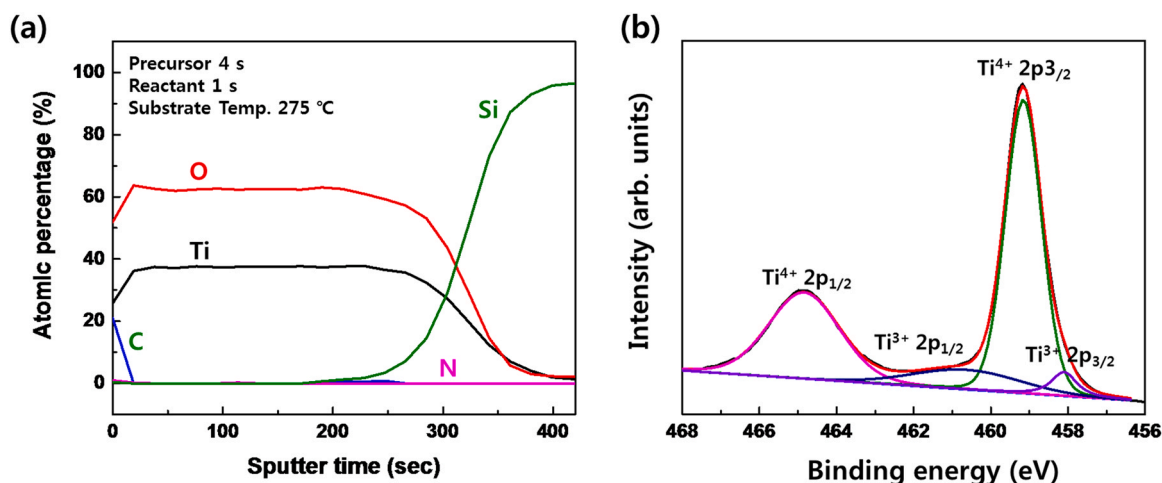 (a)
Precursor 4 s
Reactant 1 s
Substrate Temp. 275 ℃
Si
O
Ti
C
N
Atomic percentage (%)
100
80
60
40
20
0
0
100
200
300
400
Sputter time (sec)
(b)
Ti4+ 2p3/2
Ti4+ 2p1/2
Ti3+ 2p1/2
Ti3+ 2p3/2
Intensity (arb. units)
468
466
464
462
460
458
456
Binding energy (eV)